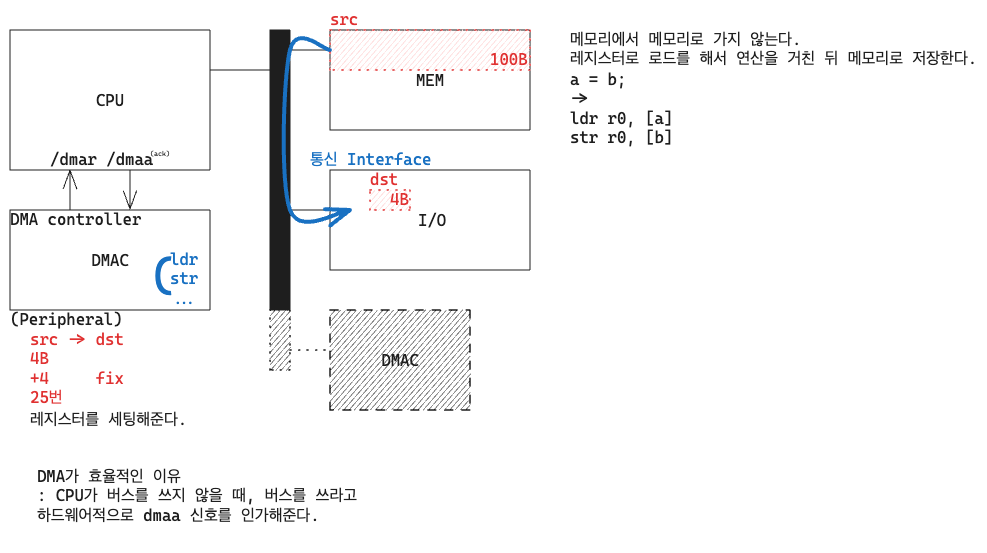 src
100B
MEM
CPU
/dmar /dmaa(ack)
통신 Interface
dst
4B
I/O
DMA controller
DMAC
ldr
str
...
(Peripheral)
src → dst
4B
+4 fix
25번
레지스터를 세팅해준다.
DMAC
메모리에서 메모리로 가지 않는다.
레지스터로 로드를 해서 연산을 거친 뒤 메모리로 저장한다.
a = b;
→
ldr r0, [a]
str r0, [b]
DMA가 효율적인 이유
: CPU가 버스를 쓰지 않을 때, 버스를 쓰라고
하드웨어적으로 dmaa 신호를 인가해준다.